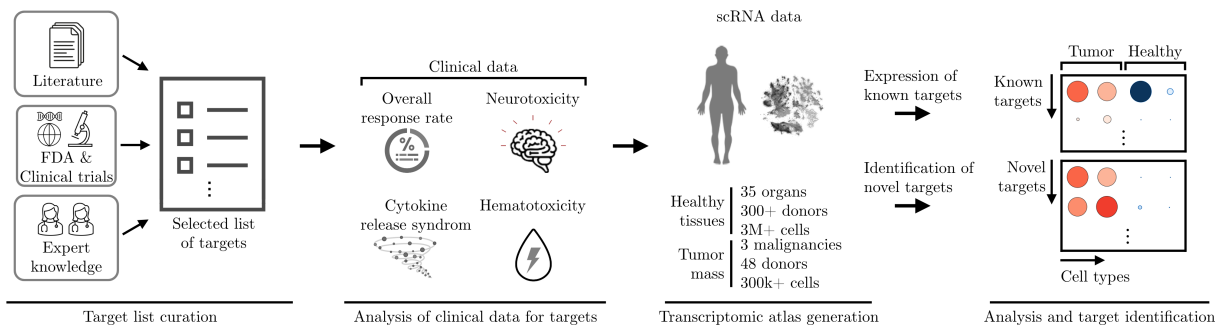 Literature
FDA &
Clinical trials
Expert
knowledge
Selected list
of targets
Target list curation
Clinical data
Overall
response rate
%
Neurotoxicity
Cytokine
release syndrom
Hematotoxicity
Analysis of clinical data for targets
scRNA data
Healthy
tissues
35 organs
300+ donors
3M+ cells
Tumor
mass
3 malignancies
48 donors
300k+ cells
Transcriptomic atlas generation
Expression of
known targets
Identification of
novel targets
Tumor Healthy
Known
targets
Novel
targets
Cell types
Analysis and target identification